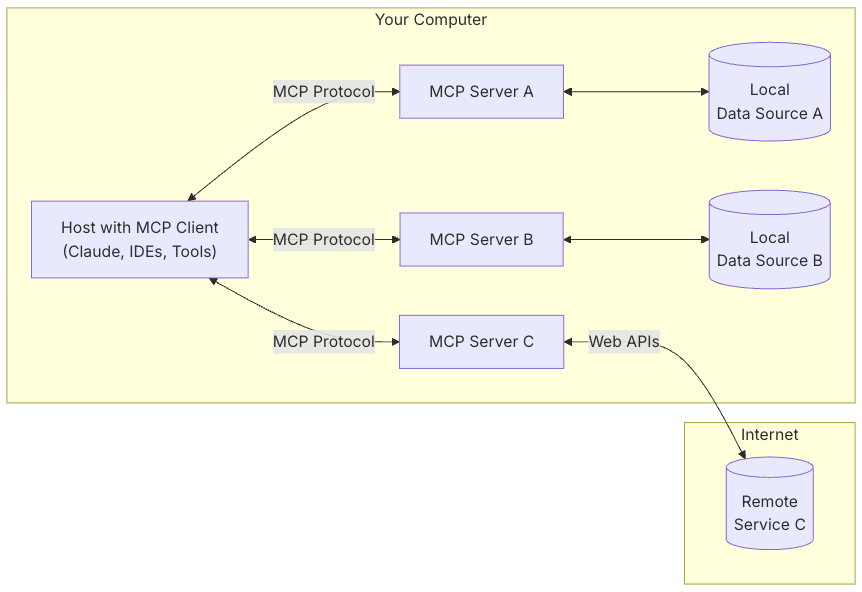 Your Computer
MCP Protocol
MCP Server A
Local
Data Source A
Host with MCP Client
(Claude, IDEs, Tools)
MCP Protocol
MCP Server B
Local
Data Source B
MCP Protocol
MCP Server C
Web APIs
Internet
Remote
Service C